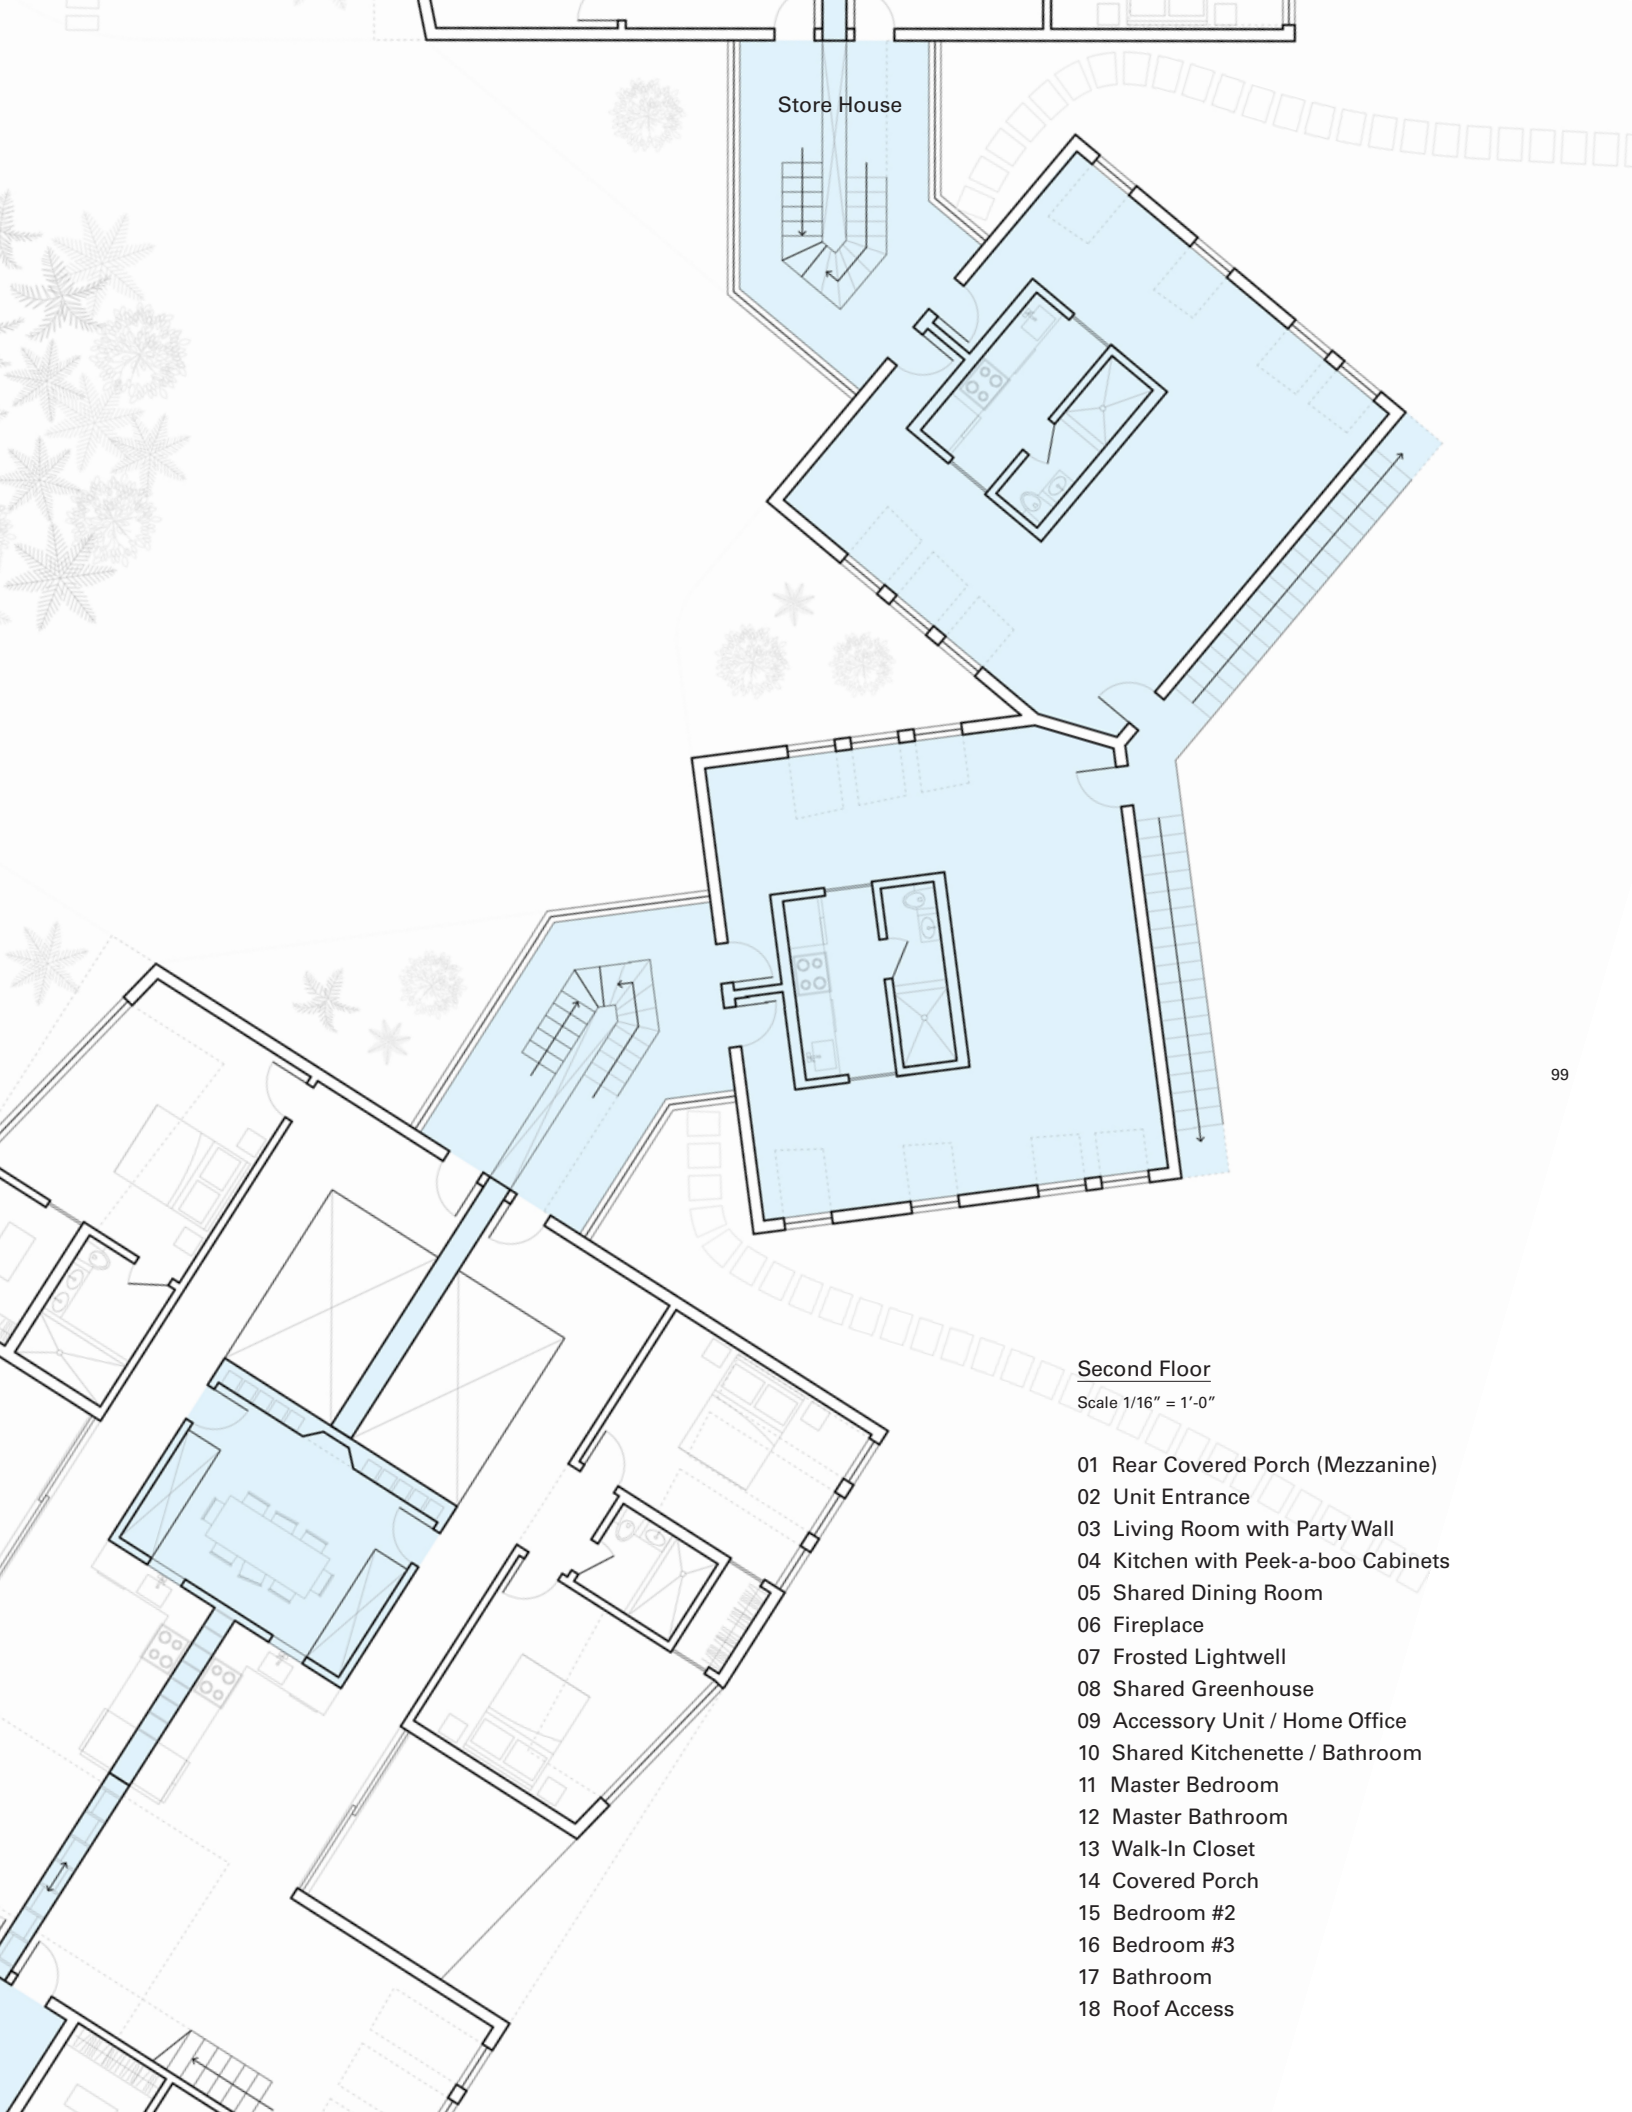 Store House
99
Second Floor
Scale 1/16” = 1’-0”
01 Rear Covered Porch (Mezzanine)
02 Unit Entrance
03 Living Room with Party Wall
04 Kitchen with Peek-a-boo Cabinets
05 Shared Dining Room
06 Fireplace
07 Frosted Lightwell
08 Shared Greenhouse
09 Accessory Unit / Home Office
10 Shared Kitchenette / Bathroom
11 Master Bedroom
12 Master Bathroom
13 Walk-In Closet
14 Covered Porch
15 Bedroom #2
16 Bedroom #3
17 Bathroom
18 Roof Access